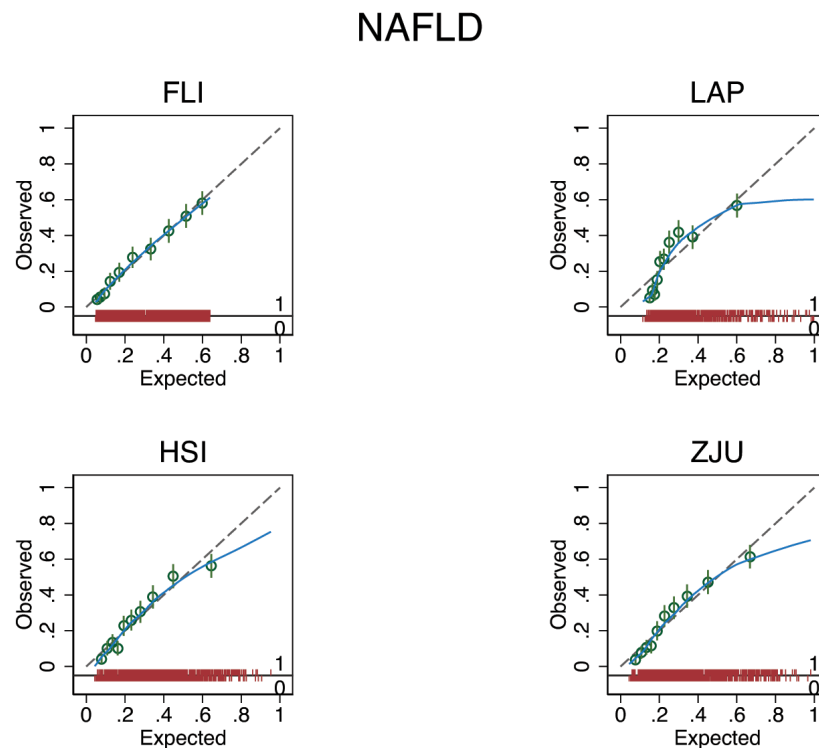 NAFLD
FLI
Observed
1
.8
.6
.4
.2
0
1
0
0 .2 .4 .6 .8 1
Expected
LAP
Observed
1
.8
.6
.4
.2
0
1
0
0 .2 .4 .6 .8 1
Expected
HSI
Observed
1
.8
.6
.4
.2
0
1
0
0 .2 .4 .6 .8 1
Expected
ZJU
Observed
1
.8
.6
.4
.2
0
1
0
0 .2 .4 .6 .8 1
Expected